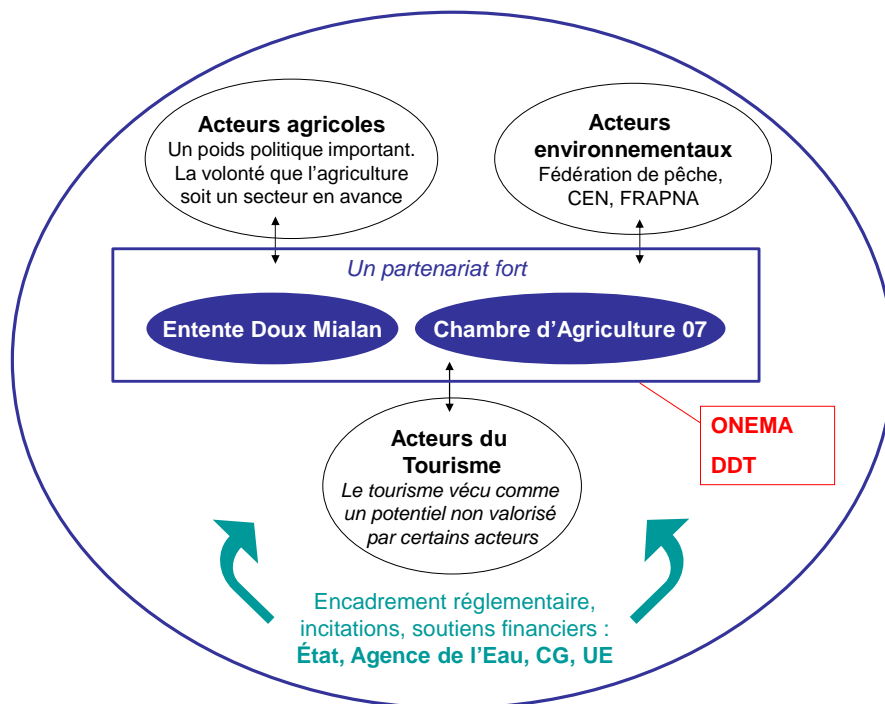 Acteurs agricoles
Un poids politique important.
La volonté que l’agriculture
soit un secteur en avance
Acteurs
environnementaux
Fédération de pêche,
CEN, FRAPNA
Un partenariat fort
Entente Doux Mialan
Chambre d’Agriculture 07
Acteurs du
Tourisme
Le tourisme vécu comme
un potentiel non valorisé
par certains acteurs
ONEMA
DDT
Encadrement réglementaire,
incitations, soutiens financiers :
État, Agence de l’Eau, CG, UE